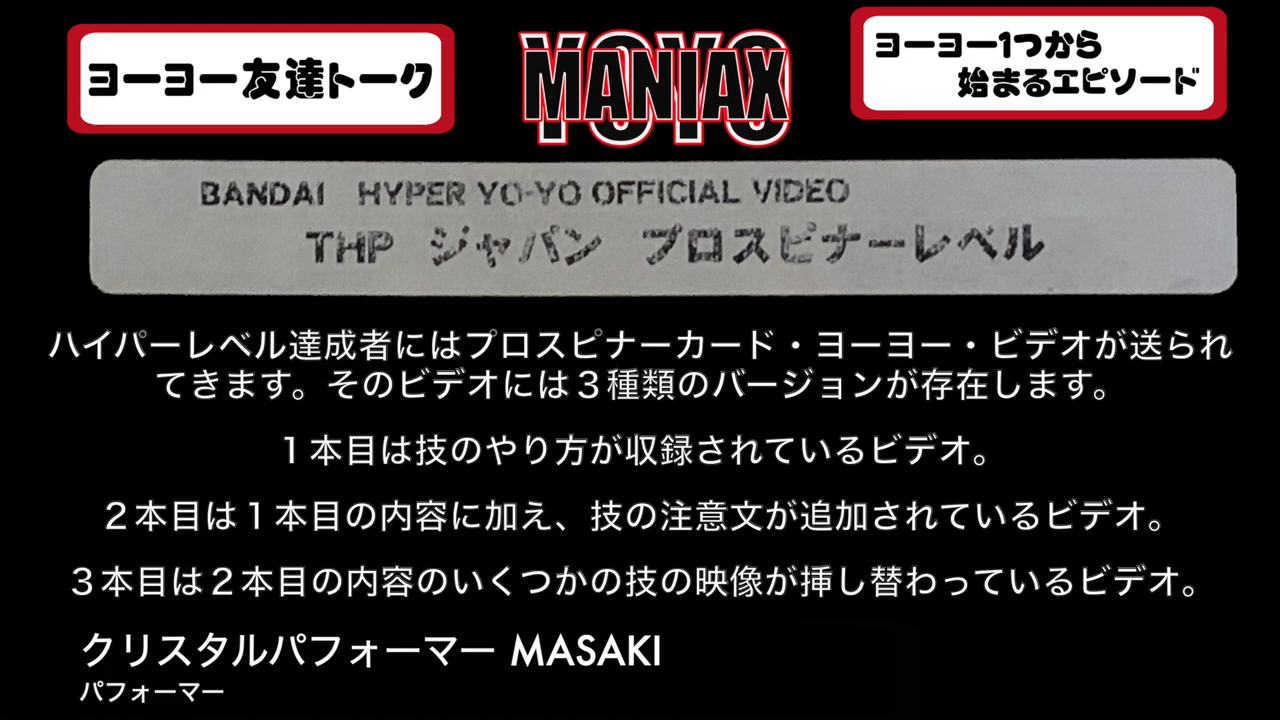 ヨーヨー友達トーク
YOYO
MANIAX
ヨーヨー1つから
始まるエピソード
BANDAI HYPER YO-YO OFFICIAL VIDEO
THP ジャパン プロスピナーレベル
ハイパーレベル達成者にはプロスピナーカード・ヨーヨー・ビデオが送られ
てきます。そのビデオには３種類のバージョンが存在します。
１本目は技のやり方が収録されているビデオ。
２本目は１本目の内容に加え、技の注意文が追加されているビデオ。
３本目は２本目の内容のいくつかの技の映像が挿し替わっているビデオ。
クリスタルパフォーマー MASAKI
パフォーマー